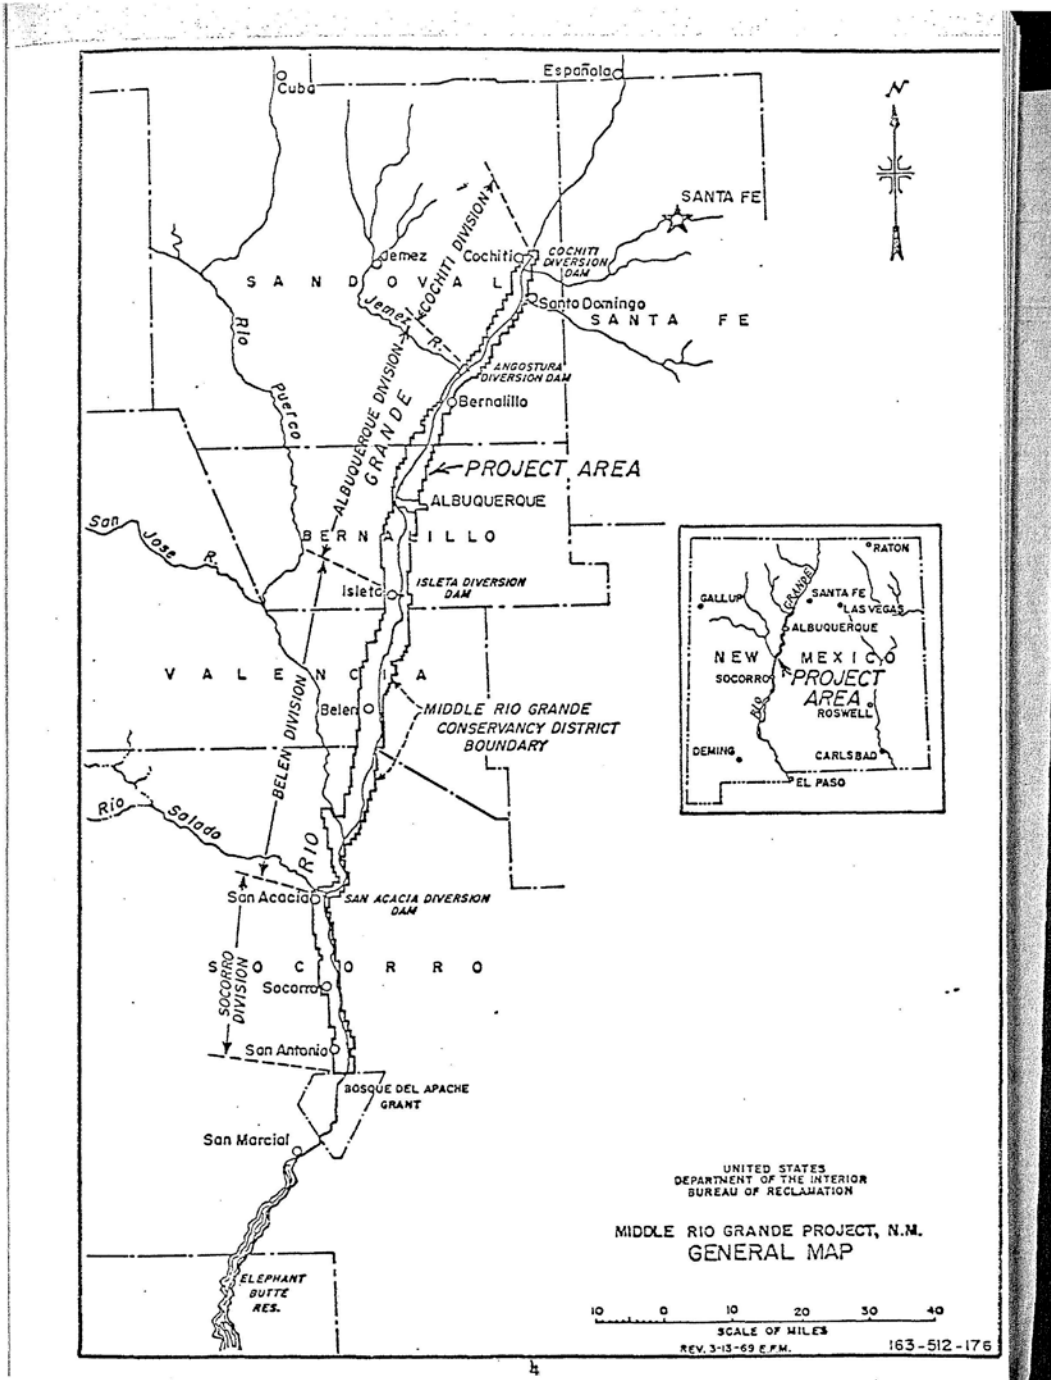 Cuba
Española
N
SANTA FE
COCHITI DIVISION
Jemez
Cochiti
COCHITI
DIVERSION
DAM
SANDOVAL
Santo Domingo
SANTA FE
Jemez R.
Rio Puerco
ANGOSTURA
DIVERSION DAM
Bernalillo
ALBUQUERQUE DIVISION
GRANDE
PROJECT AREA
ALBUQUERQUE
San Jose R.
BERNALILLO
Isleta
ISLETA DIVERSION
DAM
VALENCIA
Belen
MIDDLE RIO GRANDE
CONSERVANCY DISTRICT
BOUNDARY
BELEN DIVISION
Rio Salado
RIO
San Acacia
SAN ACACIA DIVERSION
DAM
SOCORRO
SOCORRO
DIVISION
Socorro
San Antonio
BOSQUE DEL APACHE
GRANT
San Marcial
ELEPHANT
BUTTE
RES.
RATON
GRANDE
GALLUP
SANTA FE
LAS VEGAS
ALBUQUERQUE
NEW MEXICO
SOCORRO
PROJECT
AREA
RIO
ROSWELL
DEMING
CARLSBAD
EL PASO
UNITED STATES
DEPARTMENT OF THE INTERIOR
BUREAU OF RECLAMATION
MIDDLE RIO GRANDE PROJECT, N.M.
GENERAL MAP
10 0 10 20 30 40
SCALE OF MILES
REV. 3-13-69 E.F.M.
163-512-176
4